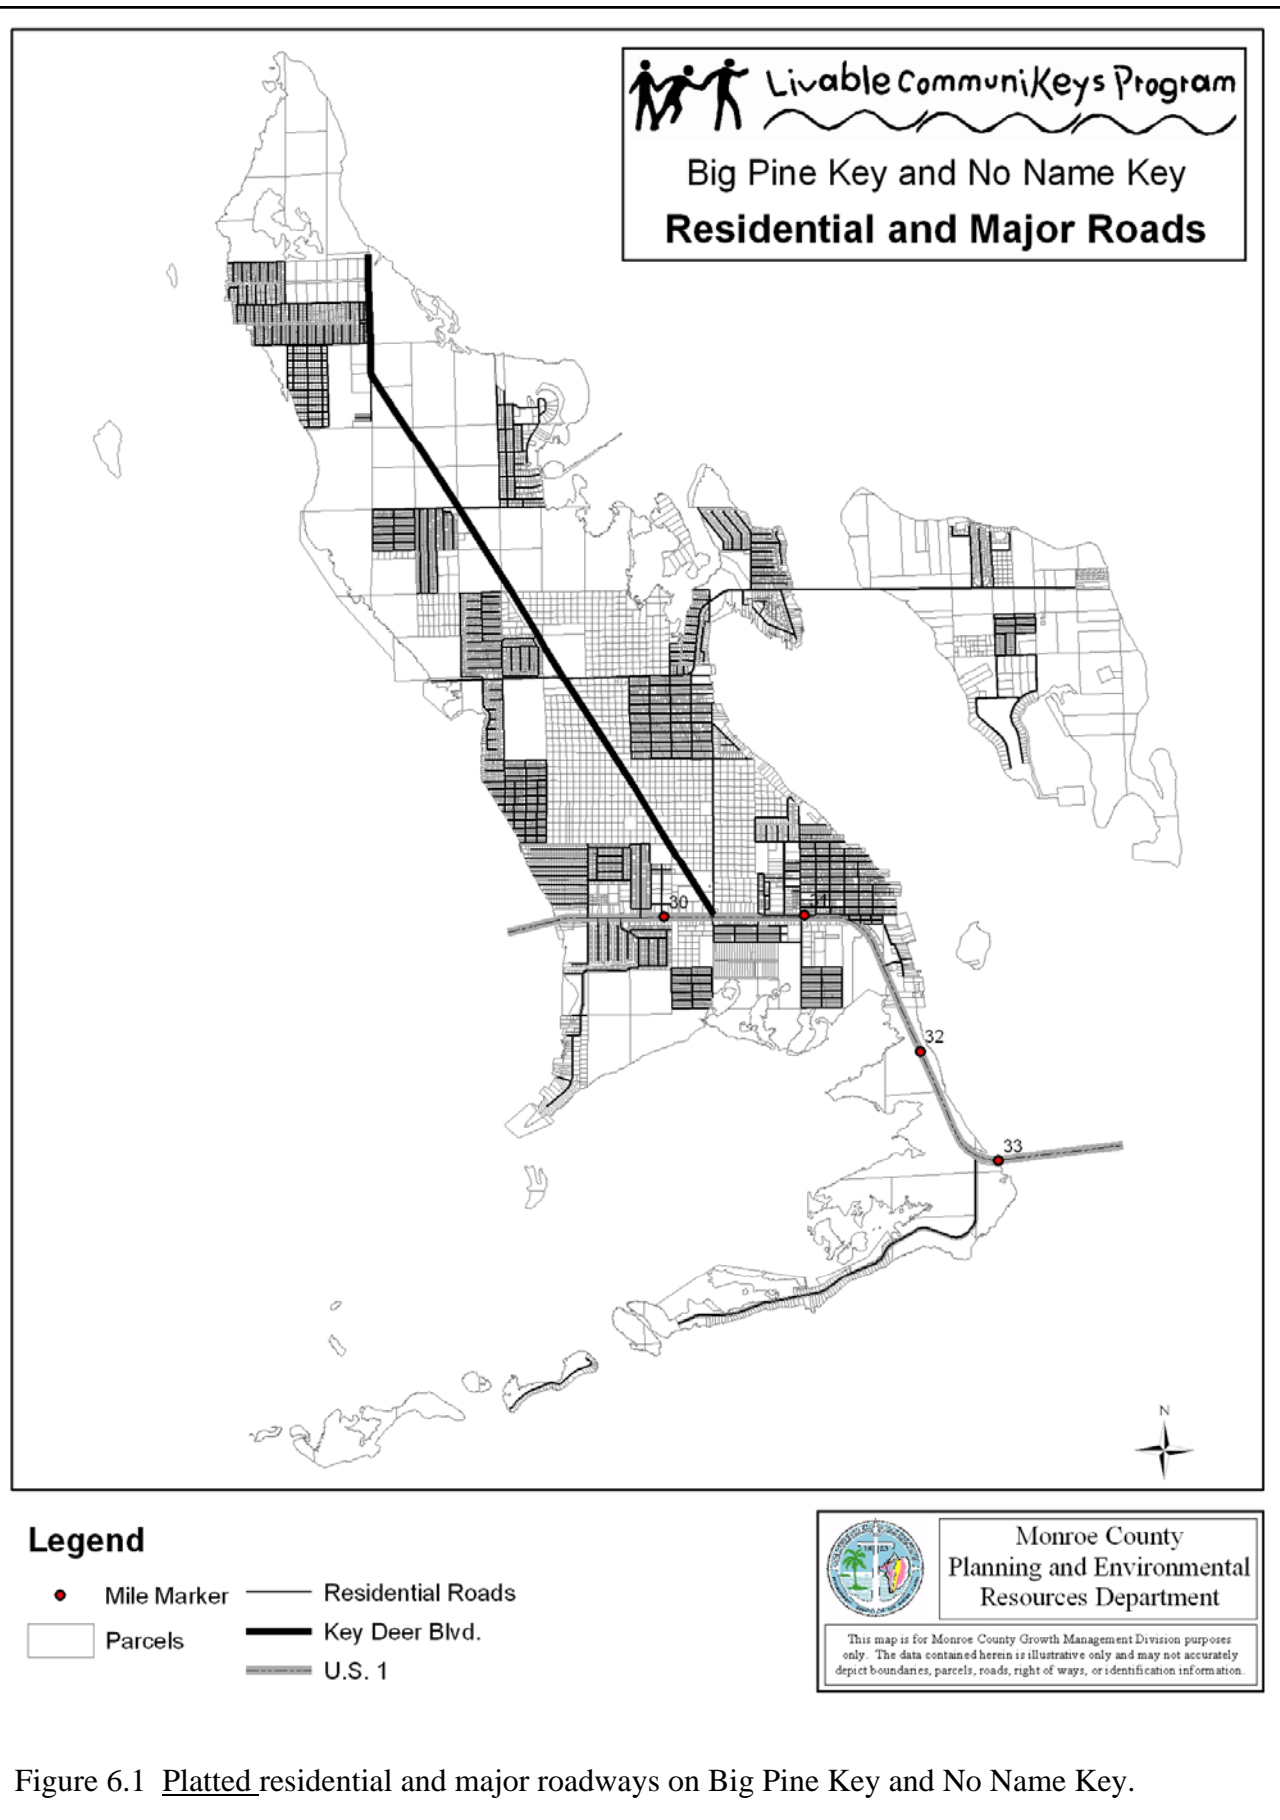 Livable CommuniKeys Program
Big Pine Key and No Name Key
Residential and Major Roads
30
31
32
33
N
Legend
Mile Marker
Parcels
Residential Roads
Key Deer Blvd.
U.S. 1
Monroe County
Planning and Environmental
Resources Department
This map is for Monroe County Growth Management Division purposes
only. The data contained herein is illustrative only and may not accurately
depict boundaries, parcels, roads, right of ways, or identification information.
Figure 6.1 Platted residential and major roadways on Big Pine Key and No Name Key.